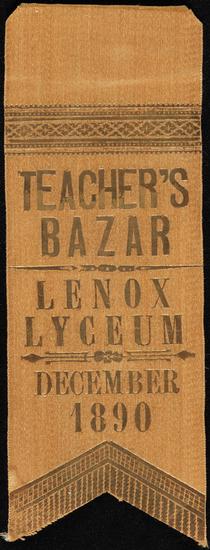 TEACHER'S
BAZAR
LENOX
LYCEUM
DECEMBER
1890